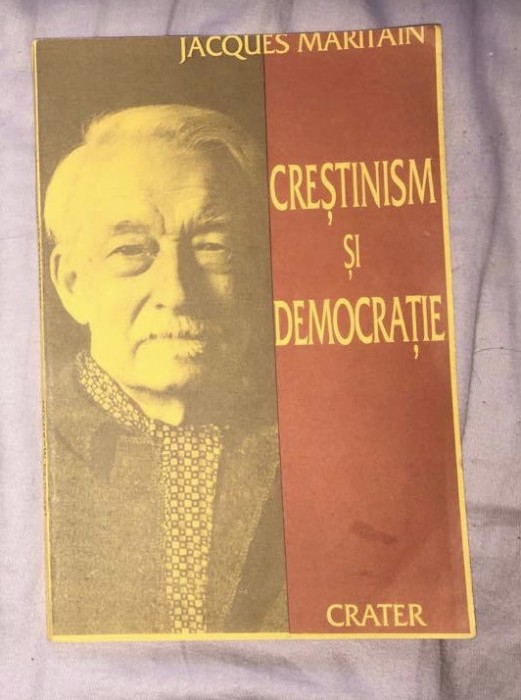 JACQUES MARITAIN
CREȘTINISM
ȘI
DEMOCRAȚIE
CRATER